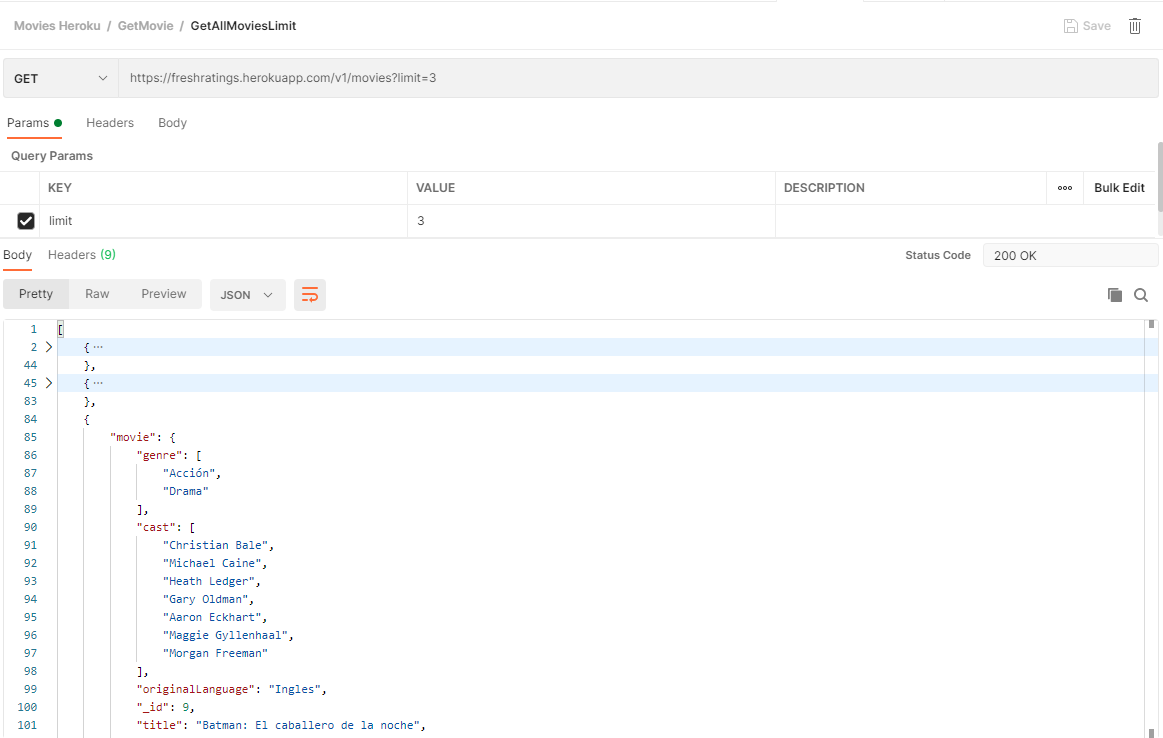 Movies Heroku / GetMovie / GetAllMoviesLimit
Save
GET https://freshratings.herokuapp.com/v1/movies?limit=3
Params Headers Body
Query Params
KEY VALUE DESCRIPTION ooo Bulk Edit
limit 3
Body Headers (9) Status Code 200 OK
Pretty Raw Preview JSON
1 [
2 { ...
44 },
45 { ...
83 },
84 {
85 "movie": {
86 "genre": [
87 "Acción",
88 "Drama"
89 ],
90 "cast": [
91 "Christian Bale",
92 "Michael Caine",
93 "Heath Ledger",
94 "Gary Oldman",
95 "Aaron Eckhart",
96 "Maggie Gyllenhaal",
97 "Morgan Freeman"
98 ],
99 "originalLanguage": "Ingles",
100 "_id": 9,
101 "title": "Batman: El caballero de la noche",